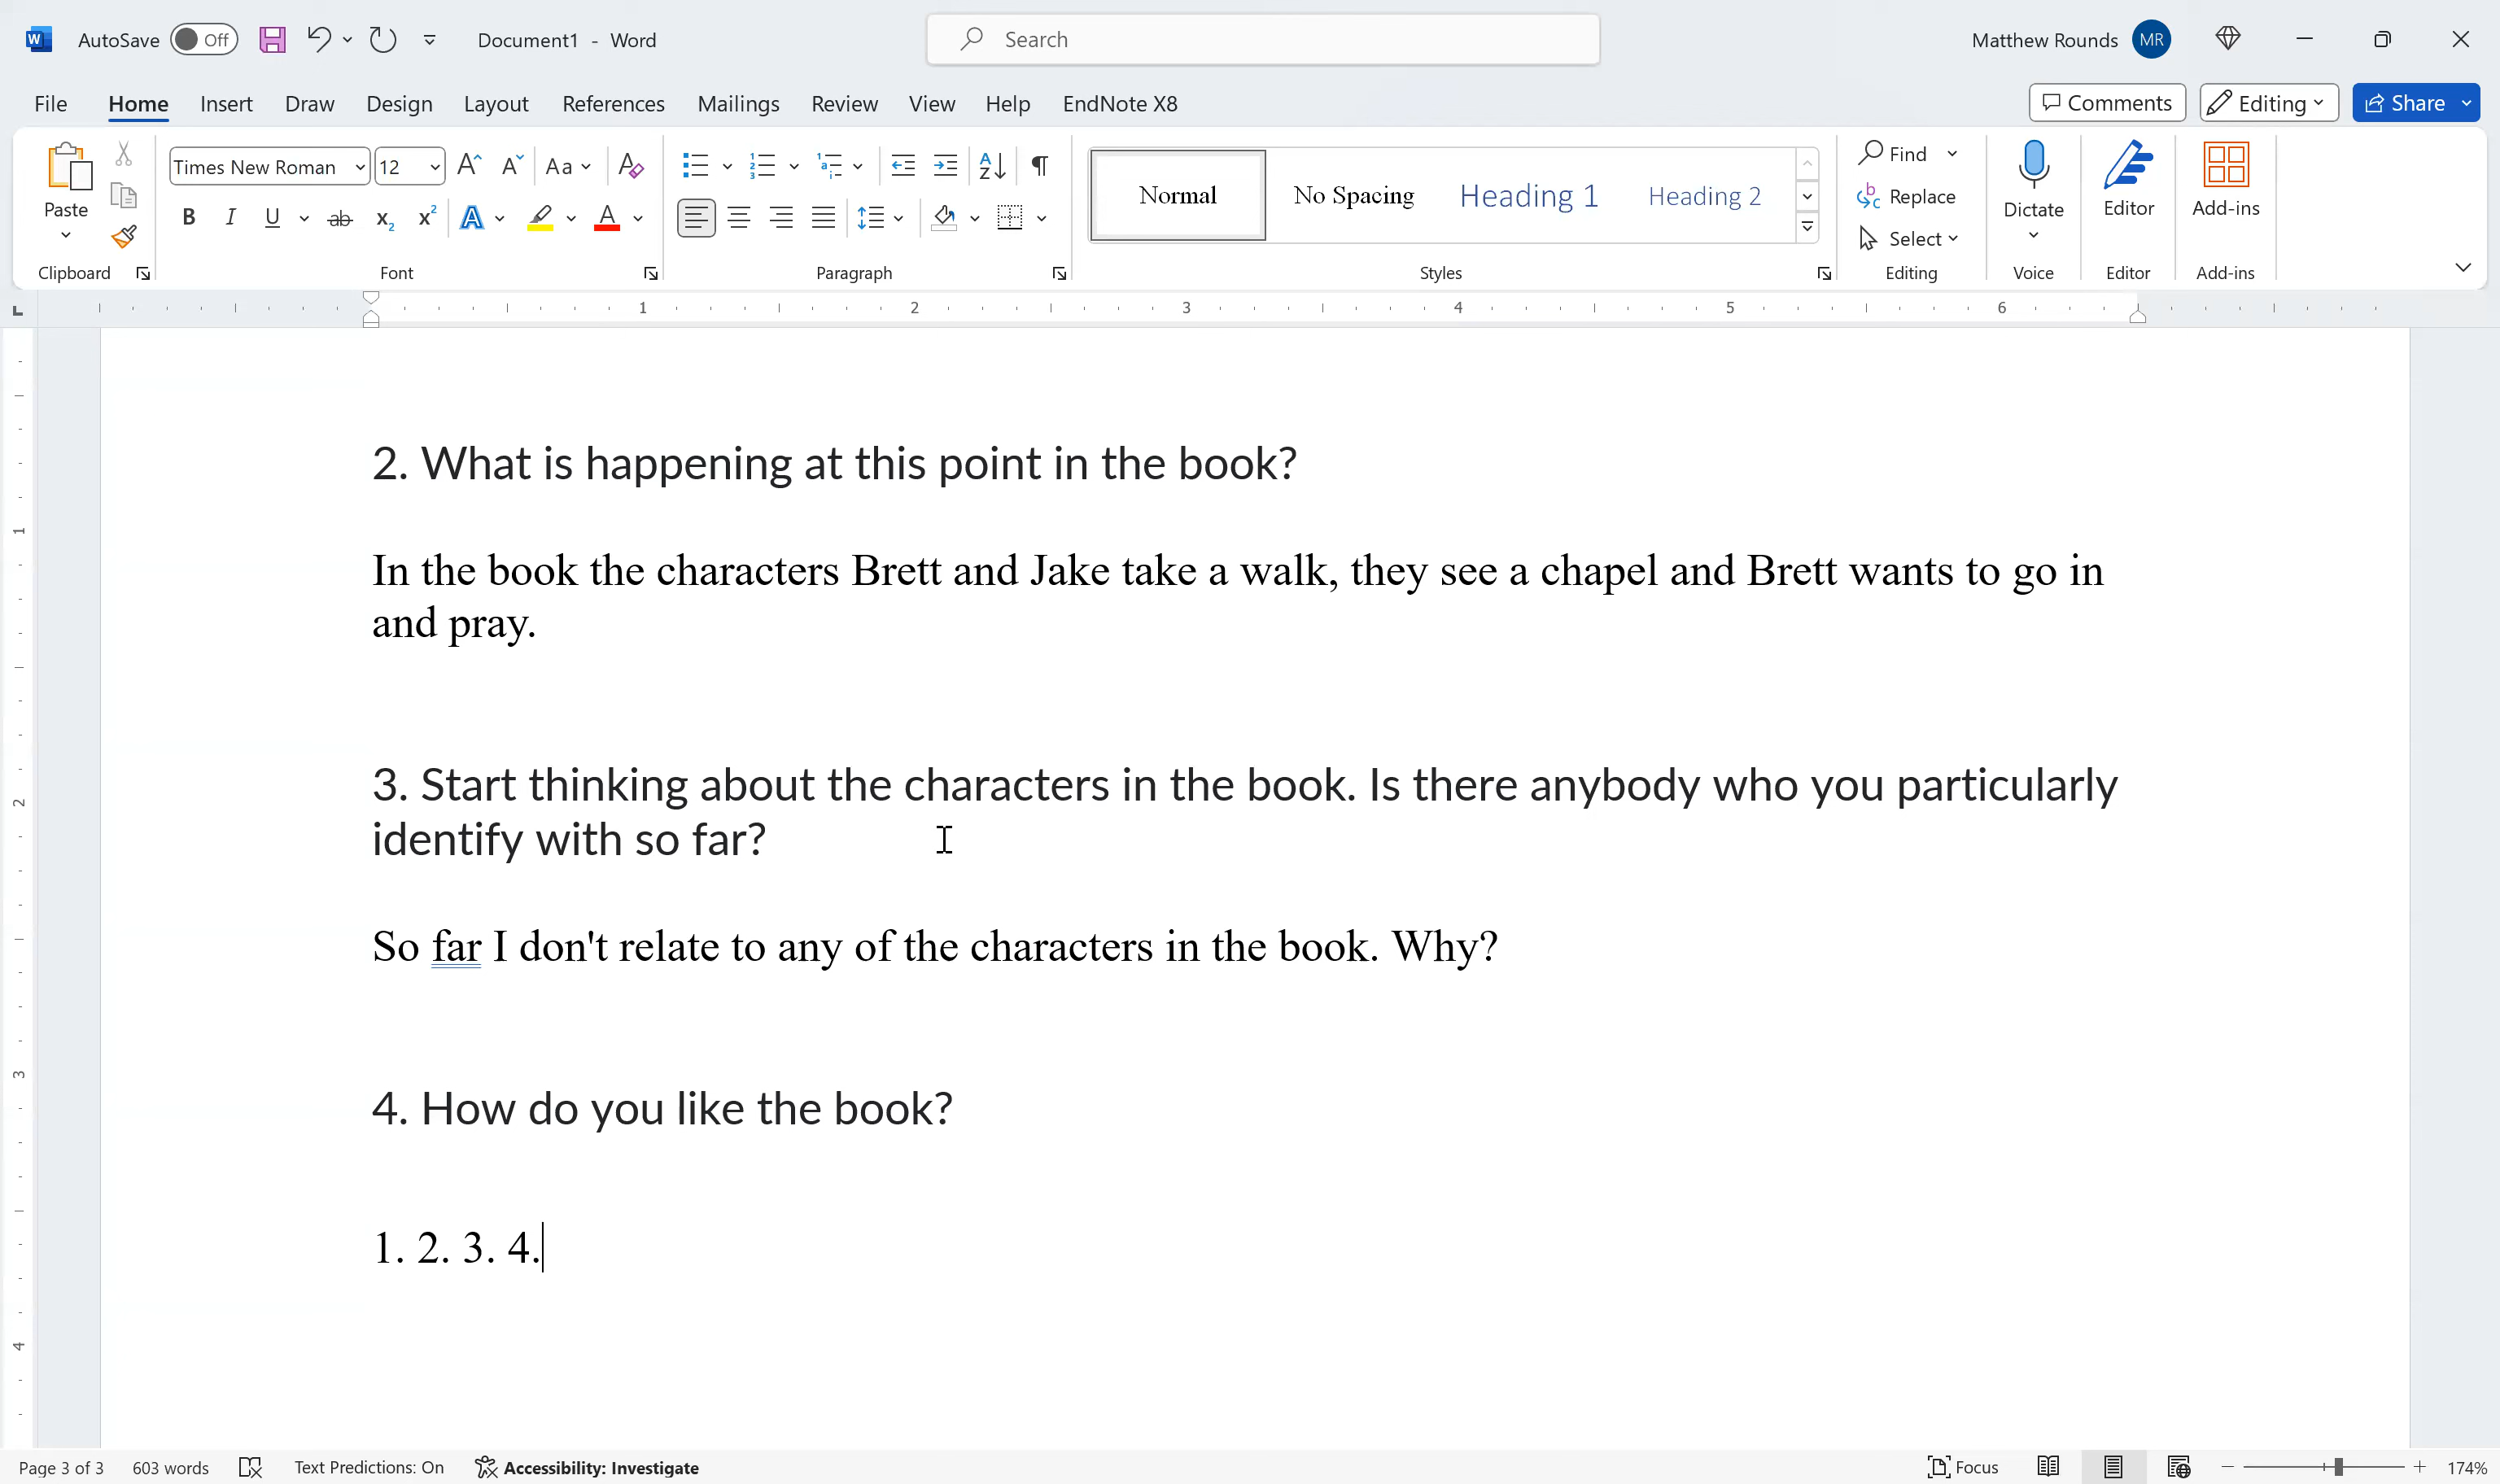 AutoSave Off Document1 - Word Search Matthew Rounds MR
File Home Insert Draw Design Layout References Mailings Review View Help EndNote X8 Comments Editing Share
Paste Times New Roman 12 Normal No Spacing Heading 1 Heading 2 Find Replace Select Dictate Editor Add-ins
Clipboard Font Paragraph Styles Editing Voice Editor Add-ins
1 2 3 4 5 6
2. What is happening at this point in the book?
In the book the characters Brett and Jake take a walk, they see a chapel and Brett wants to go in
and pray.
3. Start thinking about the characters in the book. Is there anybody who you particularly
identify with so far?
So far I don't relate to any of the characters in the book. Why?
4. How do you like the book?
1. 2. 3. 4.
Page 3 of 3 603 words Text Predictions: On Accessibility: Investigate Focus 174%